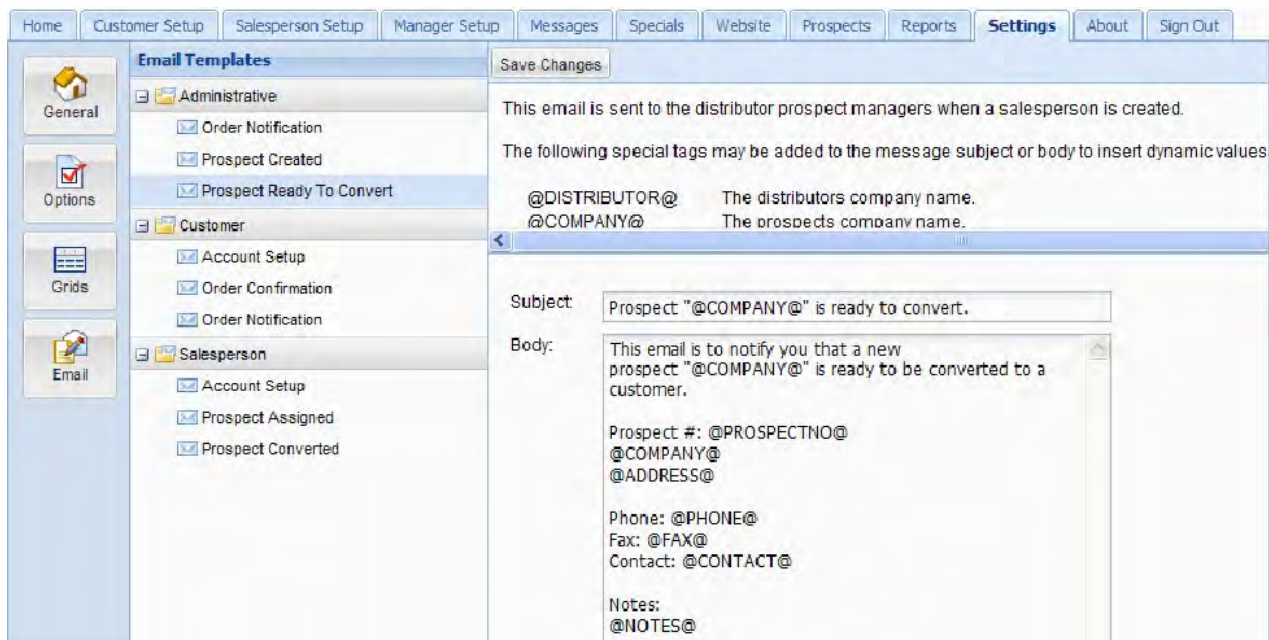 Home Customer Setup Salesperson Setup Manager Setup Messages Specials Website Prospects Reports Settings About Sign Out
General
Options
Grids
Email
Email Templates
Administrative
Order Notification
Prospect Created
Prospect Ready To Convert
Customer
Account Setup
Order Confirmation
Order Notification
Salesperson
Account Setup
Prospect Assigned
Prospect Converted
Save Changes
This email is sent to the distributor prospect managers when a salesperson is created.
The following special tags may be added to the message subject or body to insert dynamic values
@DISTRIBUTOR@ The distributors company name.
@COMPANY@ The prospects company name.
Subject: Prospect "@COMPANY@" is ready to convert.
Body:
This email is to notify you that a new
prospect "@COMPANY@" is ready to be converted to a
customer.
Prospect #: @PROSPECTNO@
@COMPANY@
@ADDRESS@
Phone: @PHONE@
Fax: @FAX@
Contact: @CONTACT@
Notes:
@NOTES@